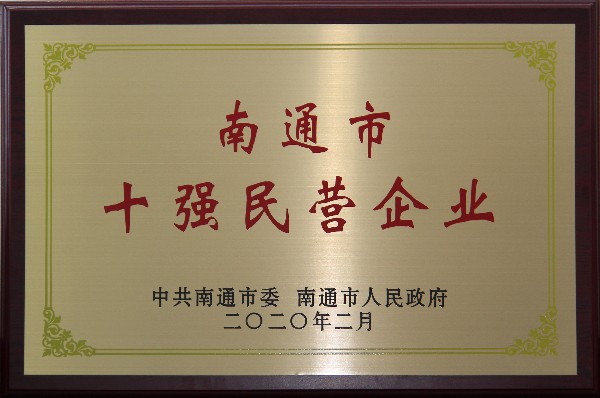 南通市
十强民营企业
中共南通市委 南通市人民政府
二〇二〇年二月